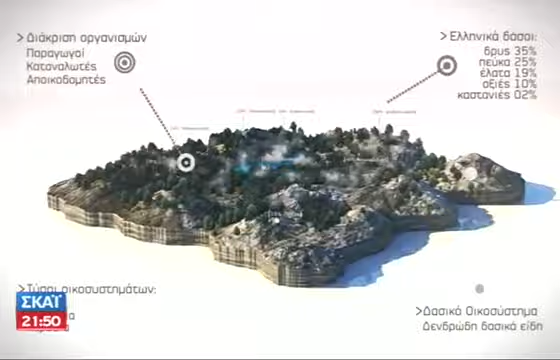 > Διάκριση οργανισμών
Παραγωγοί
Καταναλωτές
Αποικοδομητές
> Ελληνικά δάση:
δρυς 35%
πεύκα 25%
έλατα 19%
οξιές 10%
καστανιές 02%
> Τύποι οικοσυστημάτων:
ΣΚΑΪ
21:50
> Δασικό Οικοσύστημα
Δενδρώδη δασικά είδη